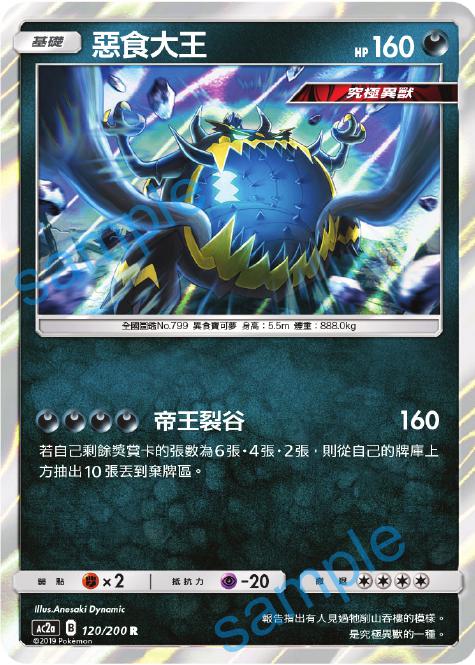 基礎 惡食大王 HP 160
究極異獸
全國圖鑑No.799 異食寶可夢 身高：5.5m 體重：888.0kg
帝王裂谷 160
若自己剩餘獎賞卡的張數為6張・4張・2張，則從自己的牌庫上
方抽出10張丟到棄牌區。
弱點 ×2 抵抗力 -20 撤退
Illus.Anesaki Dynamic
AC2a B 120/200 R
©2019 Pokémon
報告指出有人見過牠削山吞樓的模樣。
是究極異獸的一種。
sample
sample